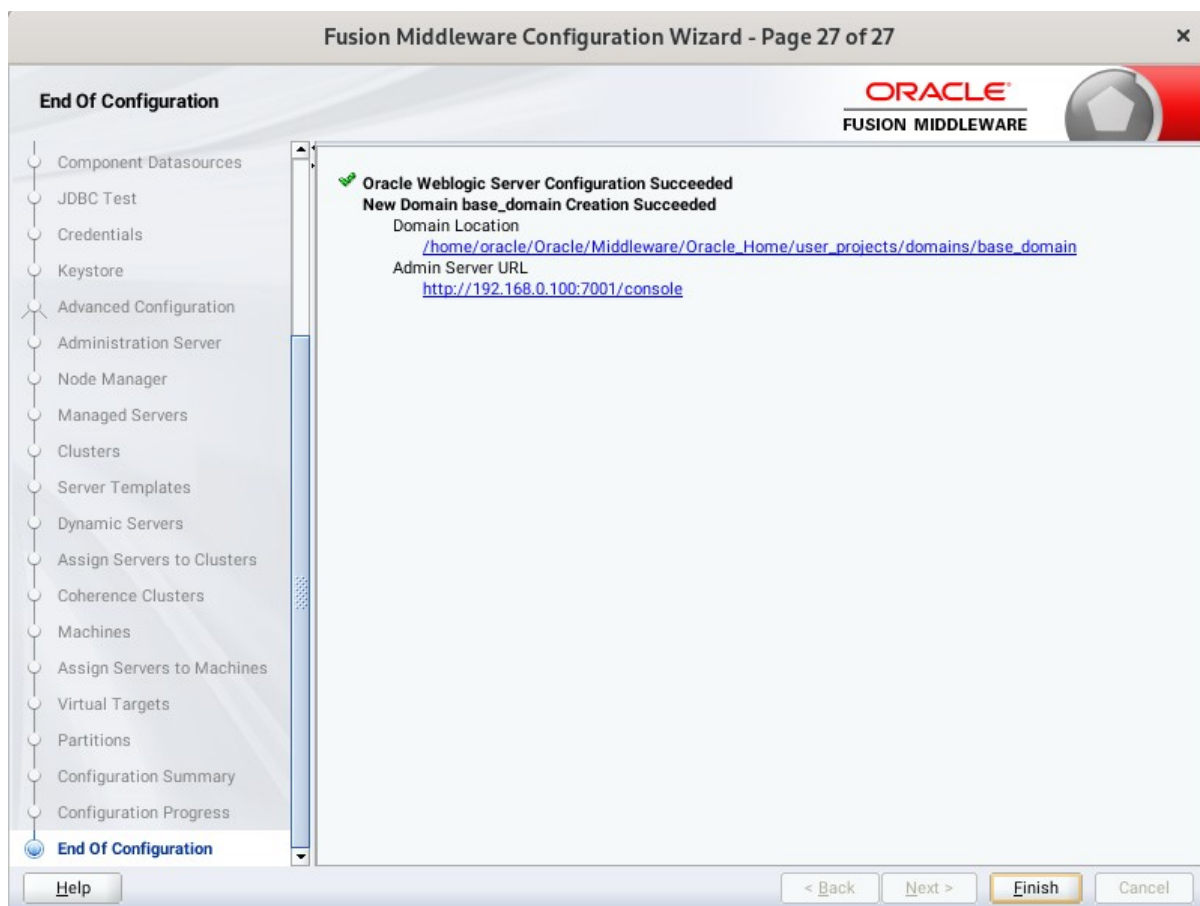 Fusion Middleware Configuration Wizard - Page 27 of 27
End Of Configuration
ORACLE
FUSION MIDDLEWARE
Component Datasources
JDBC Test
Credentials
Keystore
Advanced Configuration
Administration Server
Node Manager
Managed Servers
Clusters
Server Templates
Dynamic Servers
Assign Servers to Clusters
Coherence Clusters
Machines
Assign Servers to Machines
Virtual Targets
Partitions
Configuration Summary
Configuration Progress
End Of Configuration
Oracle Weblogic Server Configuration Succeeded
New Domain base_domain Creation Succeeded
Domain Location
/home/oracle/Oracle/Middleware/Oracle_Home/user_projects/domains/base_domain
Admin Server URL
http://192.168.0.100:7001/console
Help
< Back
Next >
Finish
Cancel